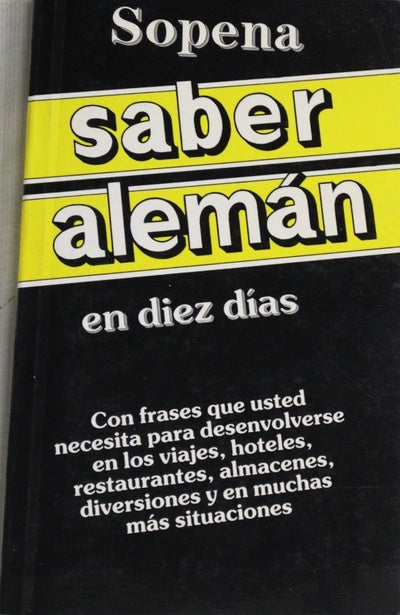 Sopena
saber
alemán
en diez días
Con frases que usted
necesita para desenvolverse
en los viajes, hoteles,
restaurantes, almacenes,
diversiones y en muchas
más situaciones